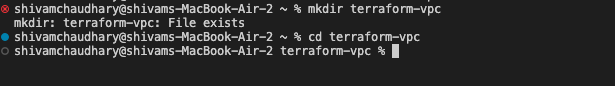 shivamchaudhary@shivams-MacBook-Air-2 ~ % mkdir terraform-vpc
mkdir: terraform-vpc: File exists
shivamchaudhary@shivams-MacBook-Air-2 ~ % cd terraform-vpc
shivamchaudhary@shivams-MacBook-Air-2 terraform-vpc %